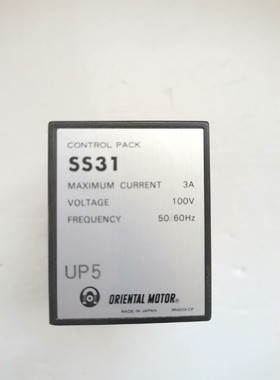 CONTROL PACK
SS31
MAXIMUM CURRENT 3A
VOLTAGE 100V
FREQUENCY 50/60Hz
UP5
ORIENTAL MOTOR®
MADE IN JAPAN